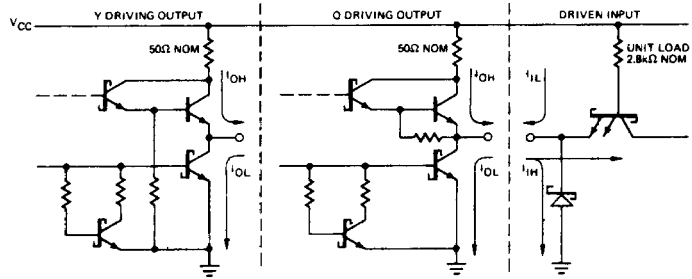 Y DRIVING OUTPUT
Q DRIVING OUTPUT
DRIVEN INPUT
VCC
50Ω NOM
50Ω NOM
UNIT LOAD
2.8kΩ NOM
IOH
IOH
IIL
IOL
IOL
IIH